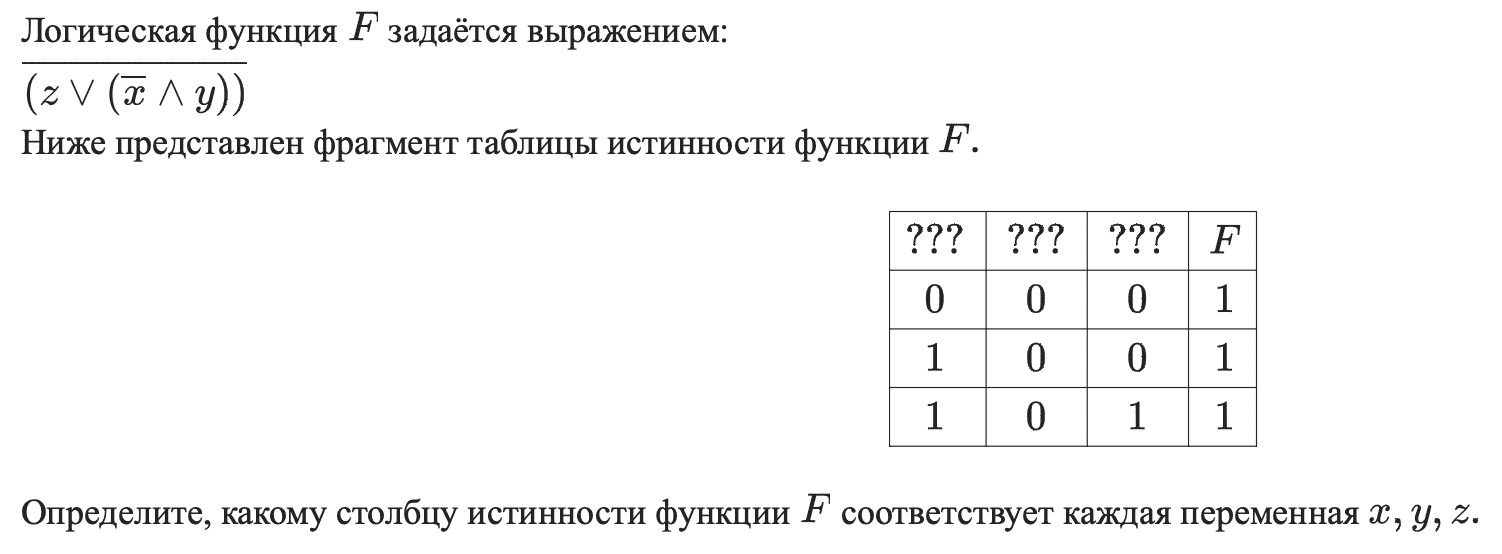 Логическая функция F задаётся выражением:
$\overline{(z \vee (\overline{x} \wedge y))}$
Ниже представлен фрагмент таблицы истинности функции F.
??? ??? ??? F
0 0 0 1
1 0 0 1
1 0 1 1
Определите, какому столбцу истинности функции F соответствует каждая переменная x, y, z.